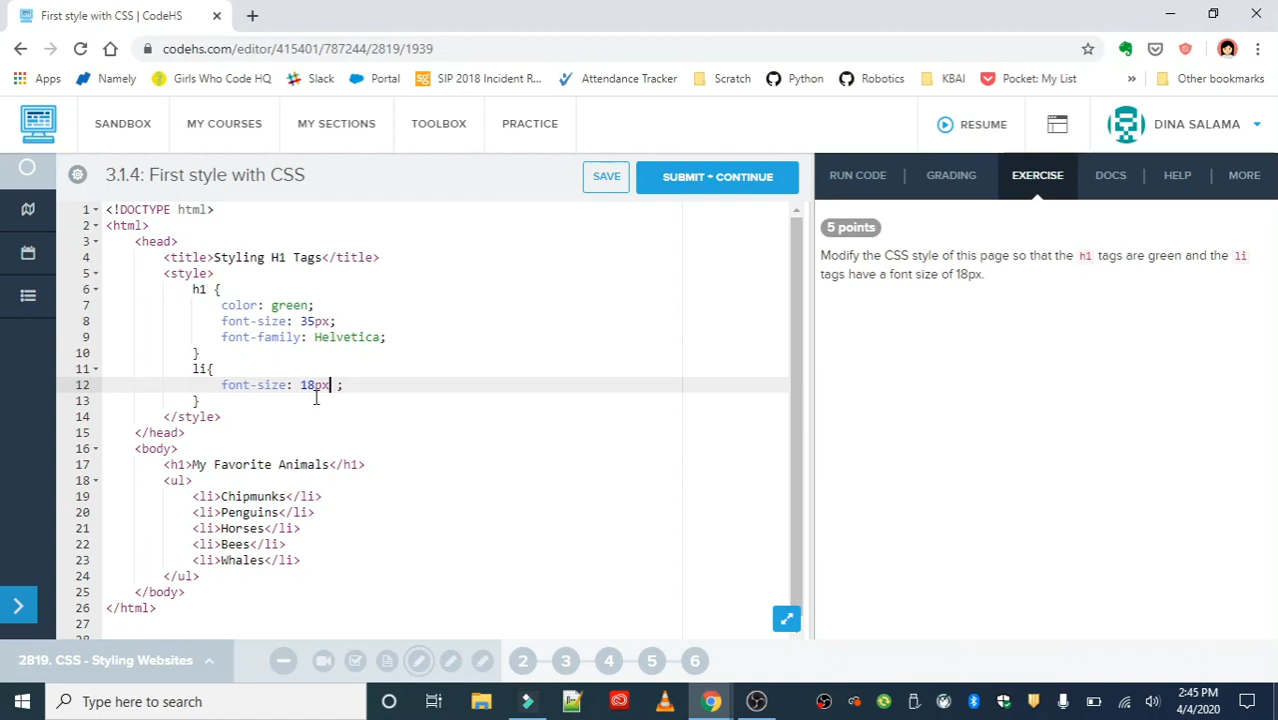 First style with CSS | CodeHS
codehs.com/editor/415401/787244/2819/1939
Apps Namely Girls Who Code HQ Slack Portal SIP 2018 Incident R... Attendance Tracker Scratch Python Robotics KBAI Pocket: My List » Other bookmarks
SANDBOX MY COURSES MY SECTIONS TOOLBOX PRACTICE RESUME DINA SALAMA
3.1.4: First style with CSS SAVE SUBMIT + CONTINUE RUN CODE GRADING EXERCISE DOCS HELP MORE
1 <!DOCTYPE html>
2 <html>
3 <head>
4 <title>Styling H1 Tags</title>
5 <style>
6 h1 {
7 color: green;
8 font-size: 35px;
9 font-family: Helvetica;
10 }
11 li{
12 font-size: 18px ;
13 }
14 </style>
15 </head>
16 <body>
17 <h1>My Favorite Animals</h1>
18 <ul>
19 <li>Chipmunks</li>
20 <li>Penguins</li>
21 <li>Horses</li>
22 <li>Bees</li>
23 <li>Whales</li>
24 </ul>
25 </body>
26 </html>
27
28
5 points
Modify the CSS style of this page so that the h1 tags are green and the li
tags have a font size of 18px.
2819. CSS - Styling Websites 2 3 4 5 6
Type here to search
2:45 PM
4/4/2020